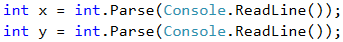 int x = int.Parse(Console.ReadLine());
int y = int.Parse(Console.ReadLine());